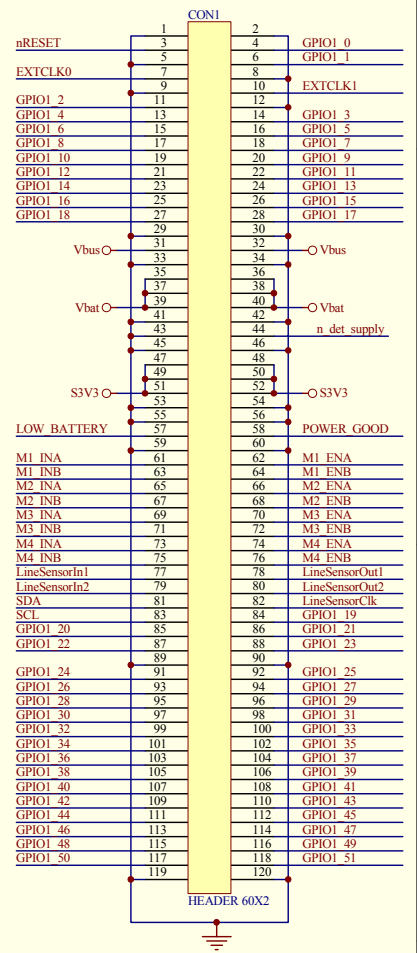 CON1
1 2
nRESET 3 4 GPIO1_0
5 6 GPIO1_1
EXTCLK0 7 8
9 10 EXTCLK1
GPIO1_2 11 12
GPIO1_4 13 14 GPIO1_3
GPIO1_6 15 16 GPIO1_5
GPIO1_8 17 18 GPIO1_7
GPIO1_10 19 20 GPIO1_9
GPIO1_12 21 22 GPIO1_11
GPIO1_14 23 24 GPIO1_13
GPIO1_16 25 26 GPIO1_15
GPIO1_18 27 28 GPIO1_17
29 30
Vbus 31 32 Vbus
33 34
35 36
37 38
Vbat 39 40 Vbat
41 42
43 44 n_det_supply
45 46
47 48
49 50
S3V3 51 52 S3V3
53 54
55 56
LOW_BATTERY 57 58 POWER_GOOD
59 60
M1_INA 61 62 M1_ENA
M1_INB 63 64 M1_ENB
M2_INA 65 66 M2_ENA
M2_INB 67 68 M2_ENB
M3_INA 69 70 M3_ENA
M3_INB 71 72 M3_ENB
M4_INA 73 74 M4_ENA
M4_INB 75 76 M4_ENB
LineSensorIn1 77 78 LineSensorOut1
LineSensorIn2 79 80 LineSensorOut2
SDA 81 82 LineSensorClk
SCL 83 84 GPIO1_19
GPIO1_20 85 86 GPIO1_21
GPIO1_22 87 88 GPIO1_23
89 90
GPIO1_24 91 92 GPIO1_25
GPIO1_26 93 94 GPIO1_27
GPIO1_28 95 96 GPIO1_29
GPIO1_30 97 98 GPIO1_31
GPIO1_32 99 100 GPIO1_33
GPIO1_34 101 102 GPIO1_35
GPIO1_36 103 104 GPIO1_37
GPIO1_38 105 106 GPIO1_39
GPIO1_40 107 108 GPIO1_41
GPIO1_42 109 110 GPIO1_43
GPIO1_44 111 112 GPIO1_45
GPIO1_46 113 114 GPIO1_47
GPIO1_48 115 116 GPIO1_49
GPIO1_50 117 118 GPIO1_51
119 120
HEADER 60X2